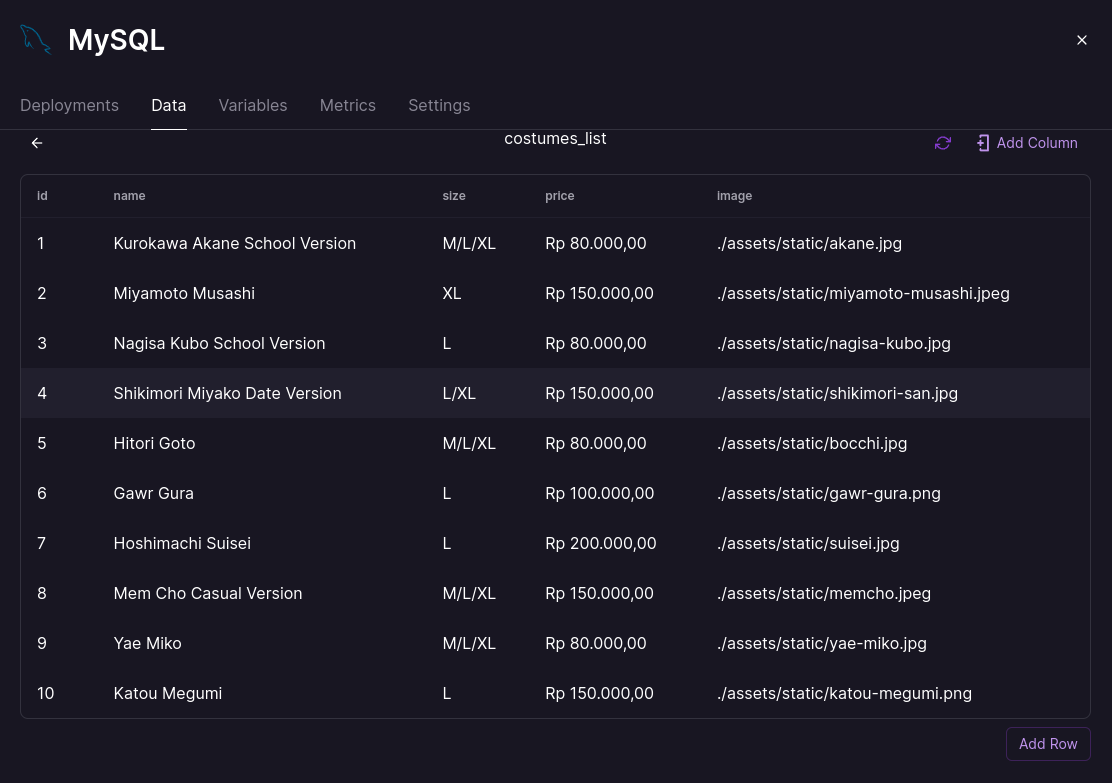 MySQL
Deployments Data Variables Metrics Settings
costumes_list
Add Column
id name size price image
1 Kurokawa Akane School Version M/L/XL Rp 80.000,00 ./assets/static/akane.jpg
2 Miyamoto Musashi XL Rp 150.000,00 ./assets/static/miyamoto-musashi.jpeg
3 Nagisa Kubo School Version L Rp 80.000,00 ./assets/static/nagisa-kubo.jpg
4 Shikimori Miyako Date Version L/XL Rp 150.000,00 ./assets/static/shikimori-san.jpg
5 Hitori Goto M/L/XL Rp 80.000,00 ./assets/static/bocchi.jpg
6 Gawr Gura L Rp 100.000,00 ./assets/static/gawr-gura.png
7 Hoshimachi Suisei L Rp 200.000,00 ./assets/static/suisei.jpg
8 Mem Cho Casual Version M/L/XL Rp 150.000,00 ./assets/static/memcho.jpeg
9 Yae Miko M/L/XL Rp 80.000,00 ./assets/static/yae-miko.jpg
10 Katou Megumi L Rp 150.000,00 ./assets/static/katou-megumi.png
Add Row